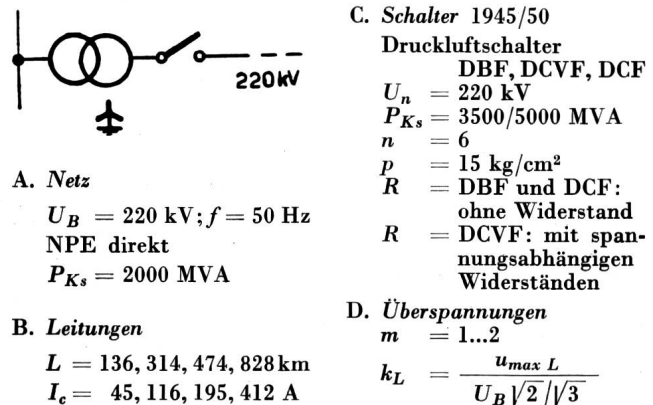 220 kV
A. Netz
U_B = 220 kV; f = 50 Hz
NPE direkt
P_Ks = 2000 MVA
B. Leitungen
L = 136, 314, 474, 828 km
I_c = 45, 116, 195, 412 A
C. Schalter 1945/50
Druckluftschalter
DBF, DCVF, DCF
U_n = 220 kV
P_Ks = 3500/5000 MVA
n = 6
p = 15 kg/cm²
R = DBF und DCF:
ohne Widerstand
R = DCVF: mit span-
nungsabhängigen
Widerständen
D. Überspannungen
m = 1...2
k_L = u_max L / U_B √2/√3